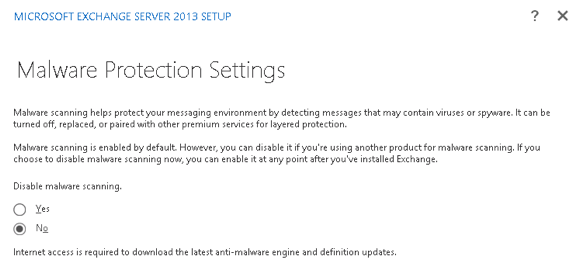 MICROSOFT EXCHANGE SERVER 2013 SETUP
?
Malware Protection Settings
Malware scanning helps protect your messaging environment by detecting messages that may contain viruses or spyware. It can be
turned off, replaced, or paired with other premium services for layered protection.
Malware scanning is enabled by default. However, you can disable it if you're using another product for malware scanning. If you
choose to disable malware scanning now, you can enable it at any point after you've installed Exchange.
Disable malware scanning.
Yes
No
Internet access is required to download the latest anti-malware engine and definition updates.